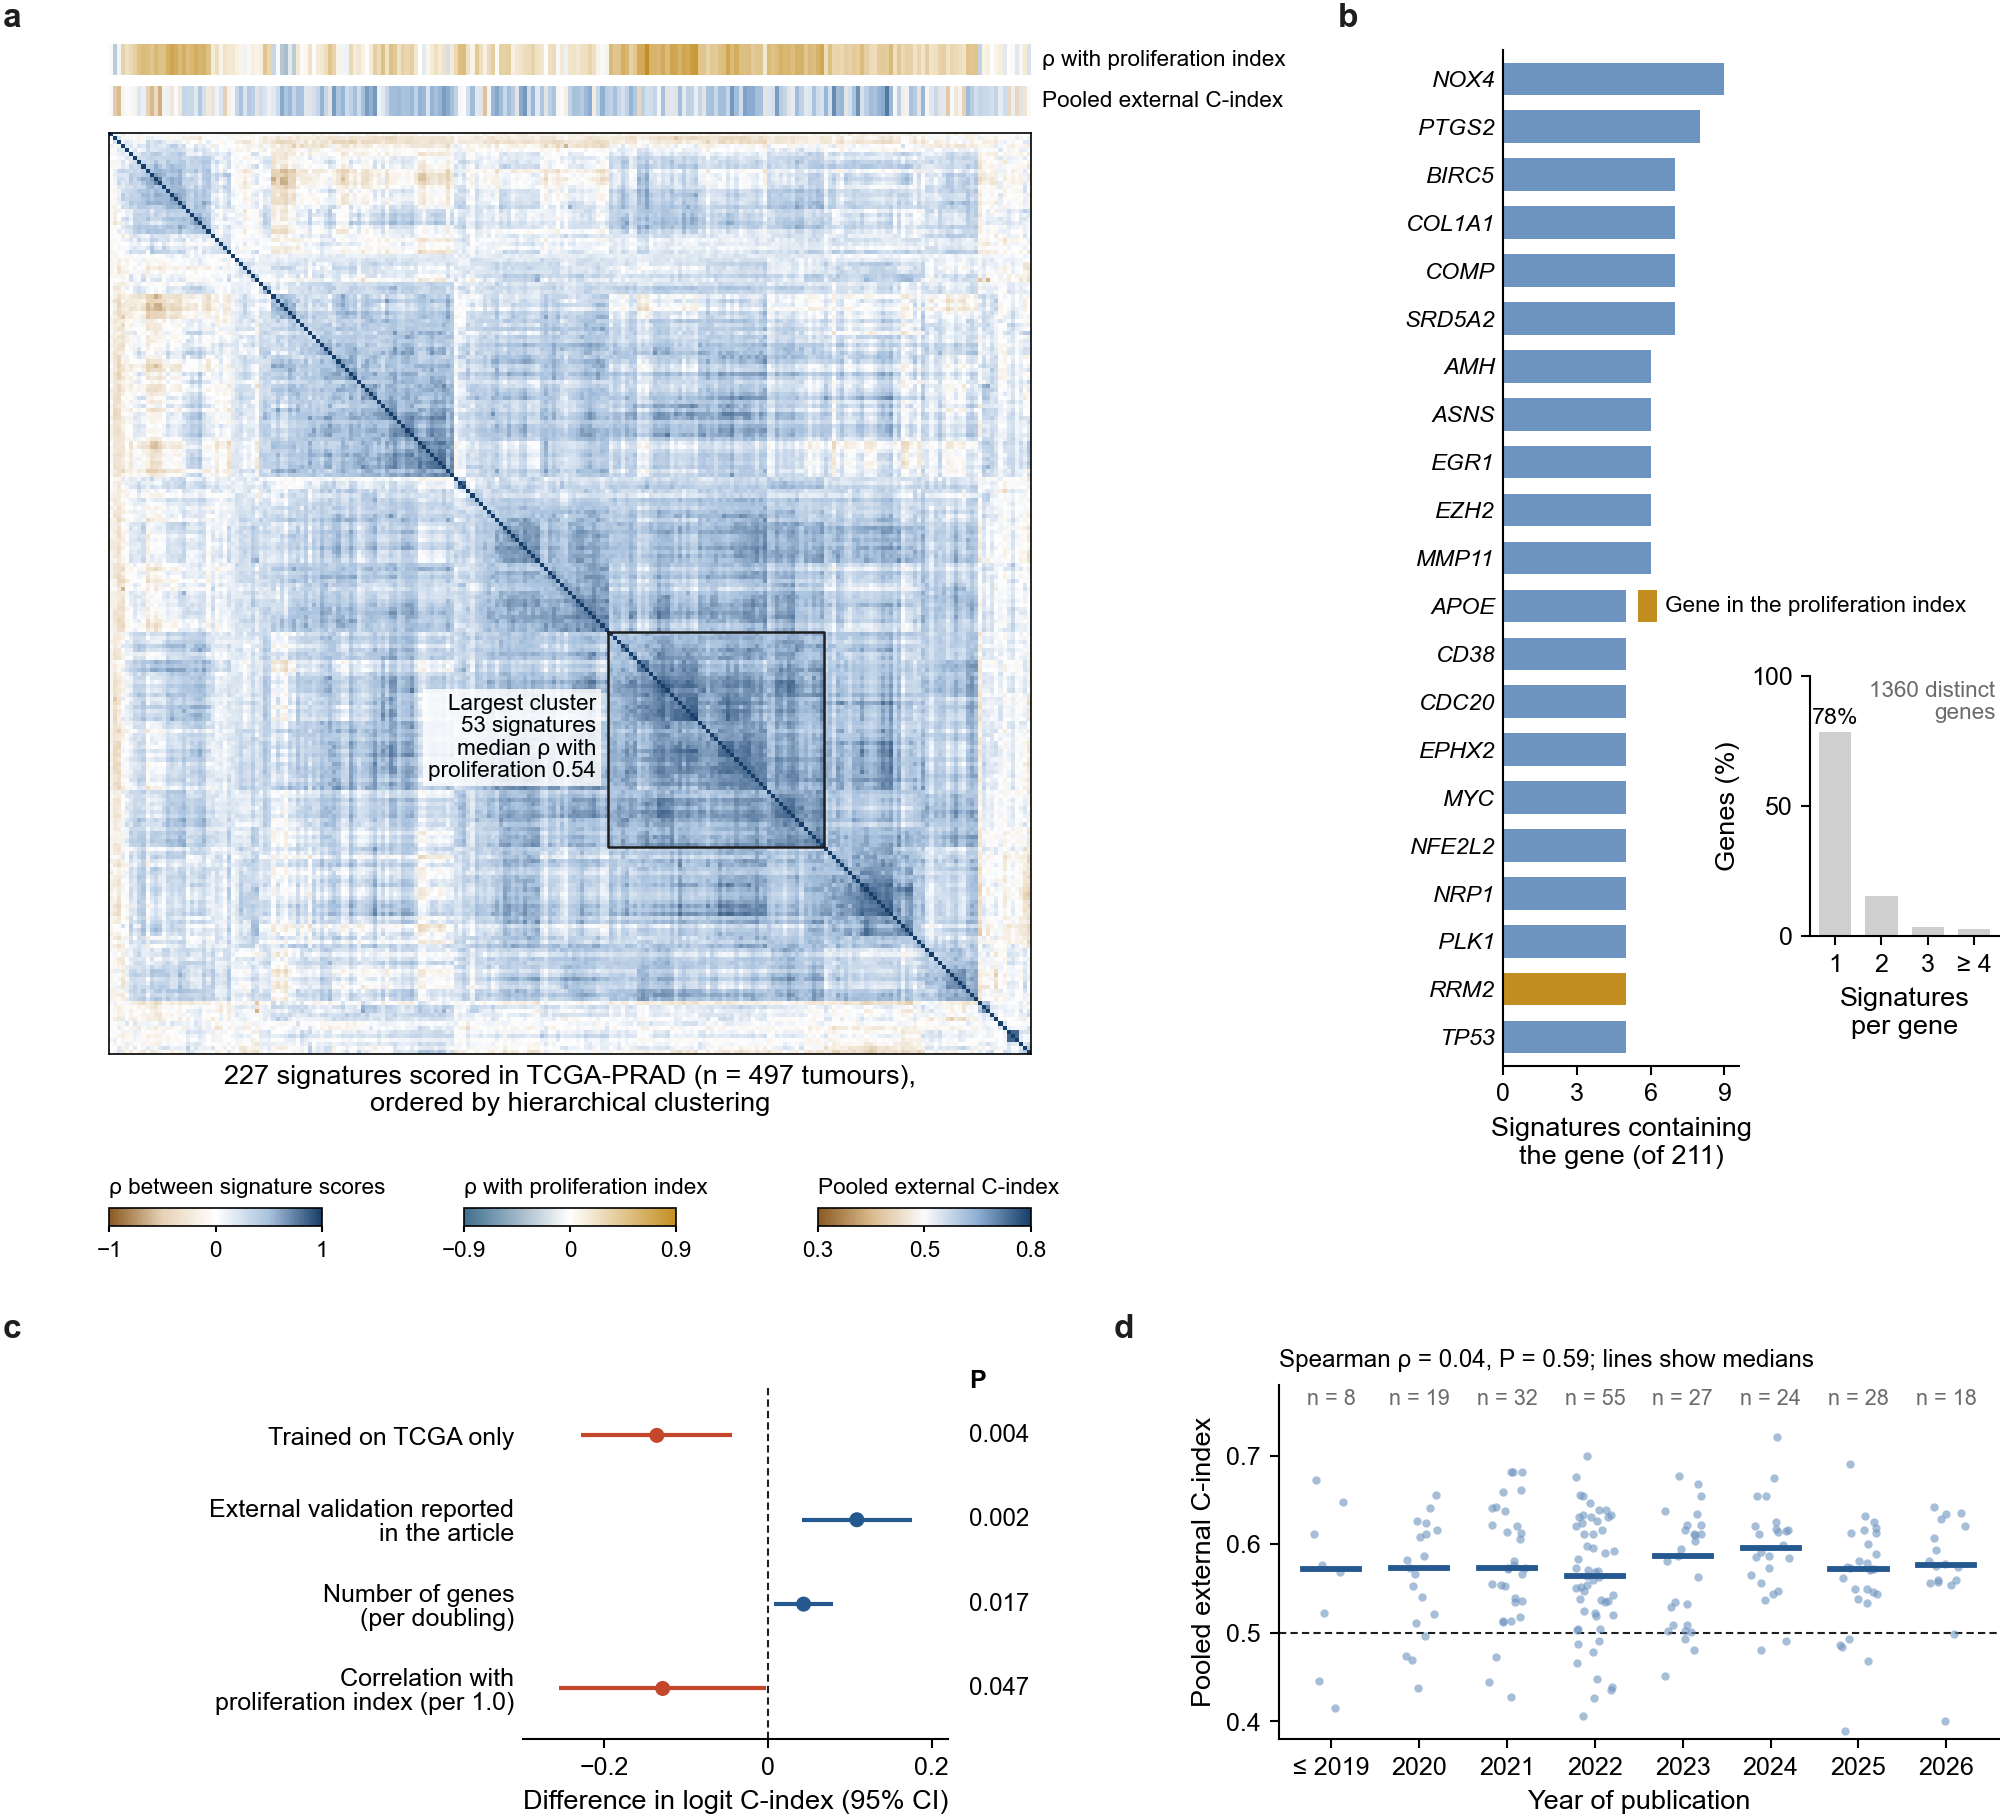 a
ρ with proliferation index
Pooled external C-index
Largest cluster
53 signatures
median ρ with
proliferation 0.54
227 signatures scored in TCGA-PRAD (n = 497 tumours),
ordered by hierarchical clustering
ρ between signature scores
−1 0 1
ρ with proliferation index
−0.9 0 0.9
Pooled external C-index
0.3 0.5 0.8
b
NOX4
PTGS2
BIRC5
COL1A1
COMP
SRD5A2
AMH
ASNS
EGR1
EZH2
MMP11
APOE
CD38
CDC20
EPHX2
MYC
NFE2L2
NRP1
PLK1
RRM2
TP53
0 3 6 9
Signatures containing
the gene (of 211)
Gene in the proliferation index
1360 distinct
genes
78%
100
50
0
Genes (%)
1 2 3 ≥ 4
Signatures
per gene
c
P
Trained on TCGA only
0.004
External validation reported
in the article
0.002
Number of genes
(per doubling)
0.017
Correlation with
proliferation index (per 1.0)
0.047
−0.2 0 0.2
Difference in logit C-index (95% CI)
d
Spearman ρ = 0.04, P = 0.59; lines show medians
n = 8 n = 19 n = 32 n = 55 n = 27 n = 24 n = 28 n = 18
Pooled external C-index
0.7
0.6
0.5
0.4
≤ 2019 2020 2021 2022 2023 2024 2025 2026
Year of publication